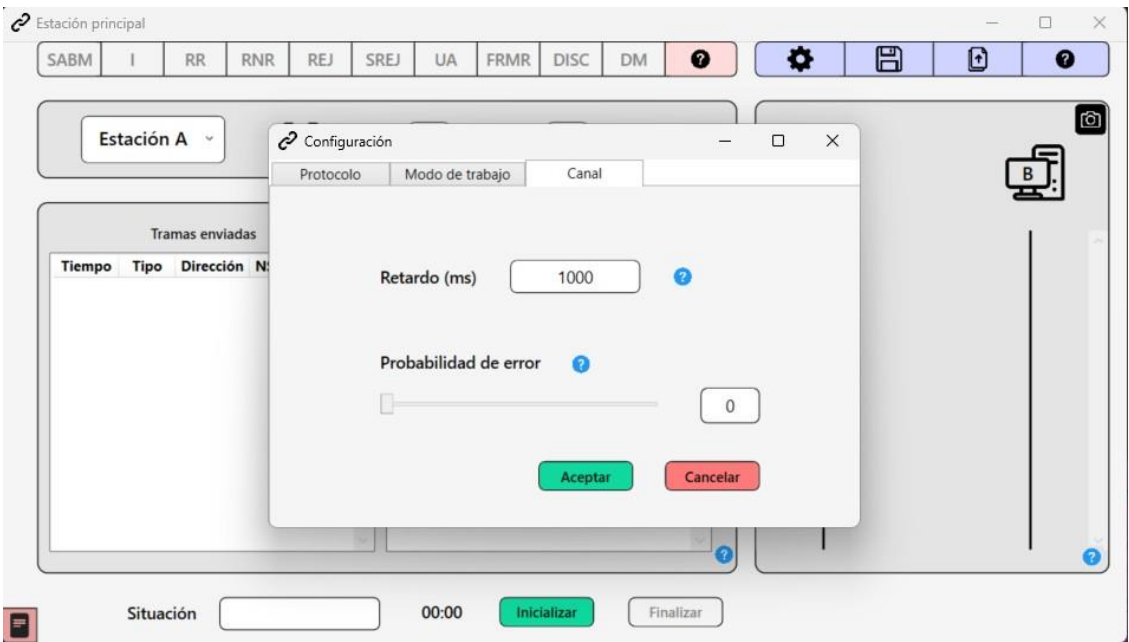 Estación principal
SABM I RR RNR REJ SREJ UA FRMR DISC DM ?
?
Estación A
B
Configuración
Protocolo Modo de trabajo Canal
Tramas enviadas
Tiempo Tipo Dirección
Retardo (ms) 1000 ?
Probabilidad de error ?
0
Aceptar Cancelar
?
?
Situación 00:00 Inicializar Finalizar